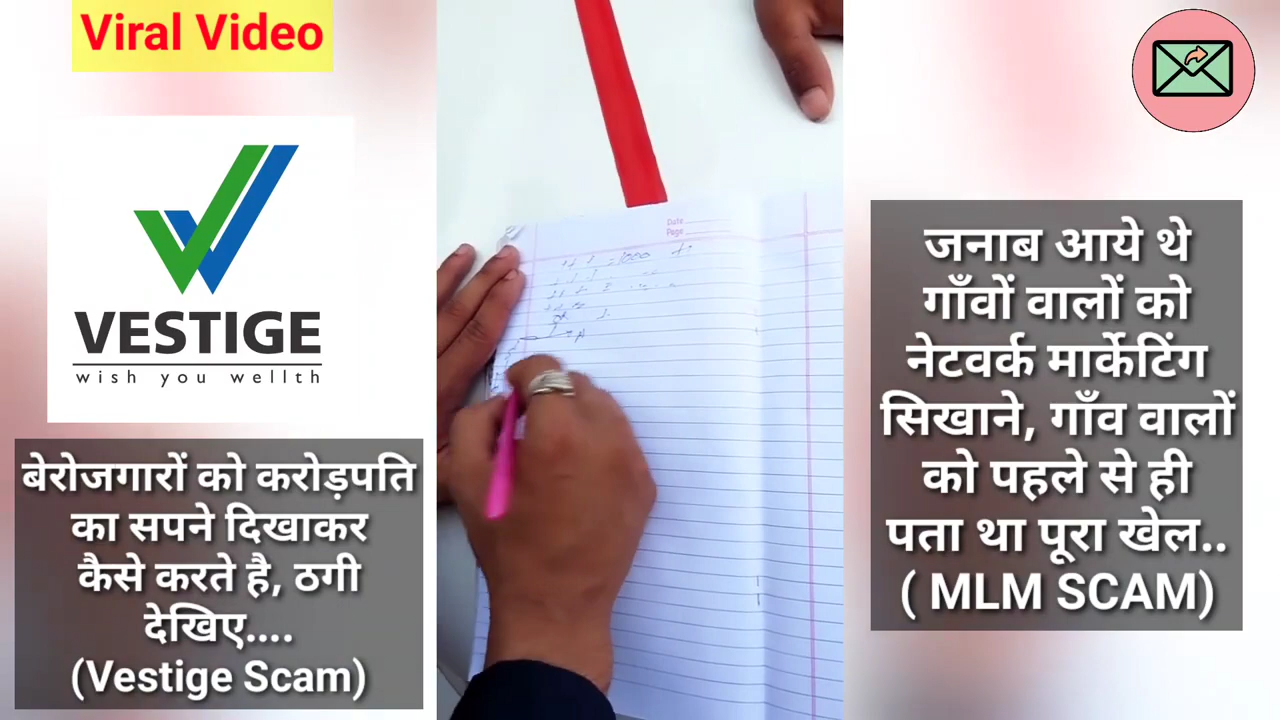 Viral Video
VESTIGE
wish you wellth
बेरोजगारों को करोड़पति
का सपने दिखाकर
कैसे करते है, ठगी
देखिए....
(Vestige Scam)
Date
Page
जनाब आये थे
गाँवों वालों को
नेटवर्क मार्केटिंग
सिखाने, गाँव वालों
को पहले से ही
पता था पूरा खेल..
( MLM SCAM)